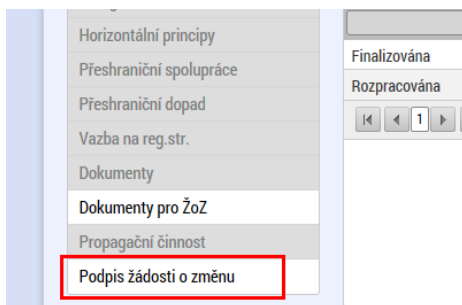 Horizontální principy
Přeshraniční spolupráce
Přeshraniční dopad
Vazba na reg.str.
Dokumenty
Dokumenty pro ŽoZ
Propagační činnost
Podpis žádosti o změnu
Finalizována
Rozpracována
1